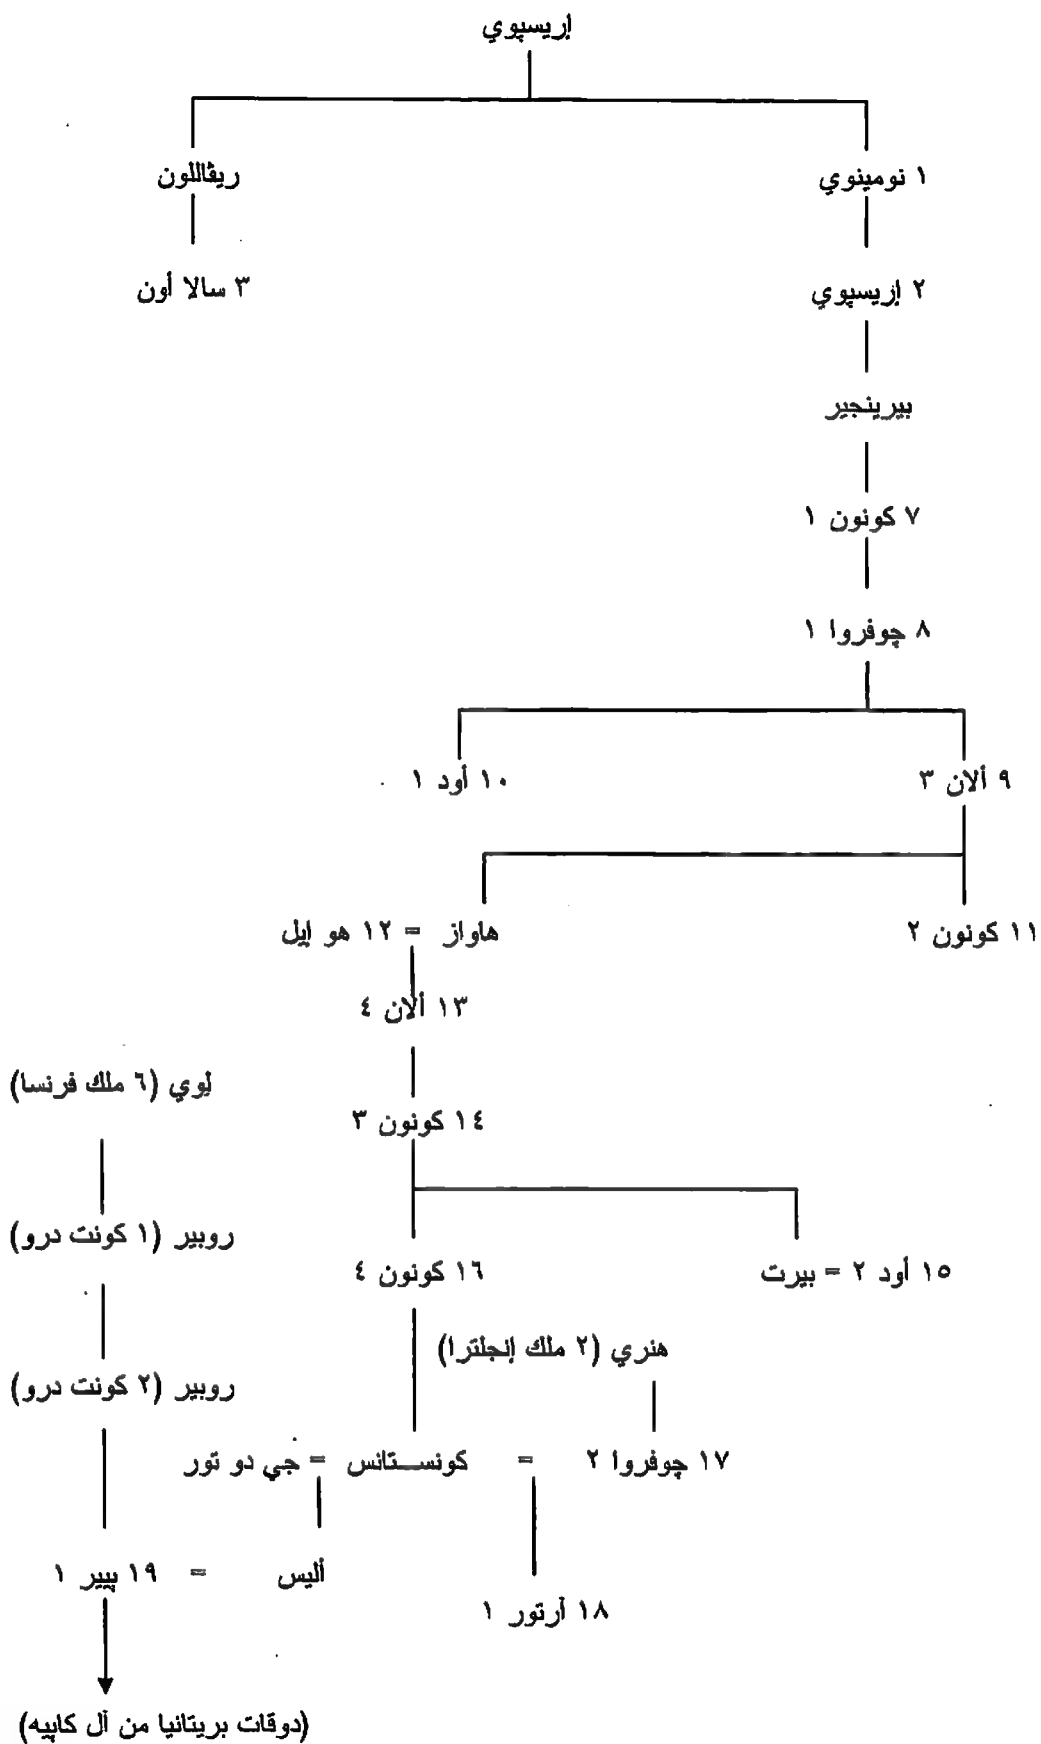 إريسپوي
١ نومينوي
ريڤاللون
٢ إريسپوي
٣ سالا أون
بيرينجير
٧ كونون ١
٨ چوفروا ١
٩ ألان ٣
١٠ أود ١
١١ كونون ٢
هاواز = ١٢ هو إيل
١٣ ألان ٤
لوي (٦ ملك فرنسا)
١٤ كونون ٣
روبير (١ كونت درو)
١٥ أود ٢ = بيرت
١٦ كونون ٤
هنري (٢ ملك إنجلترا)
روبير (٢ كونت درو)
١٧ چوفروا ٢ = كونستانس = جي دو تور
أليس = ١٩ پيير ١
١٨ آرتور ١
(دوقات بريتانيا من آل كاپيه)